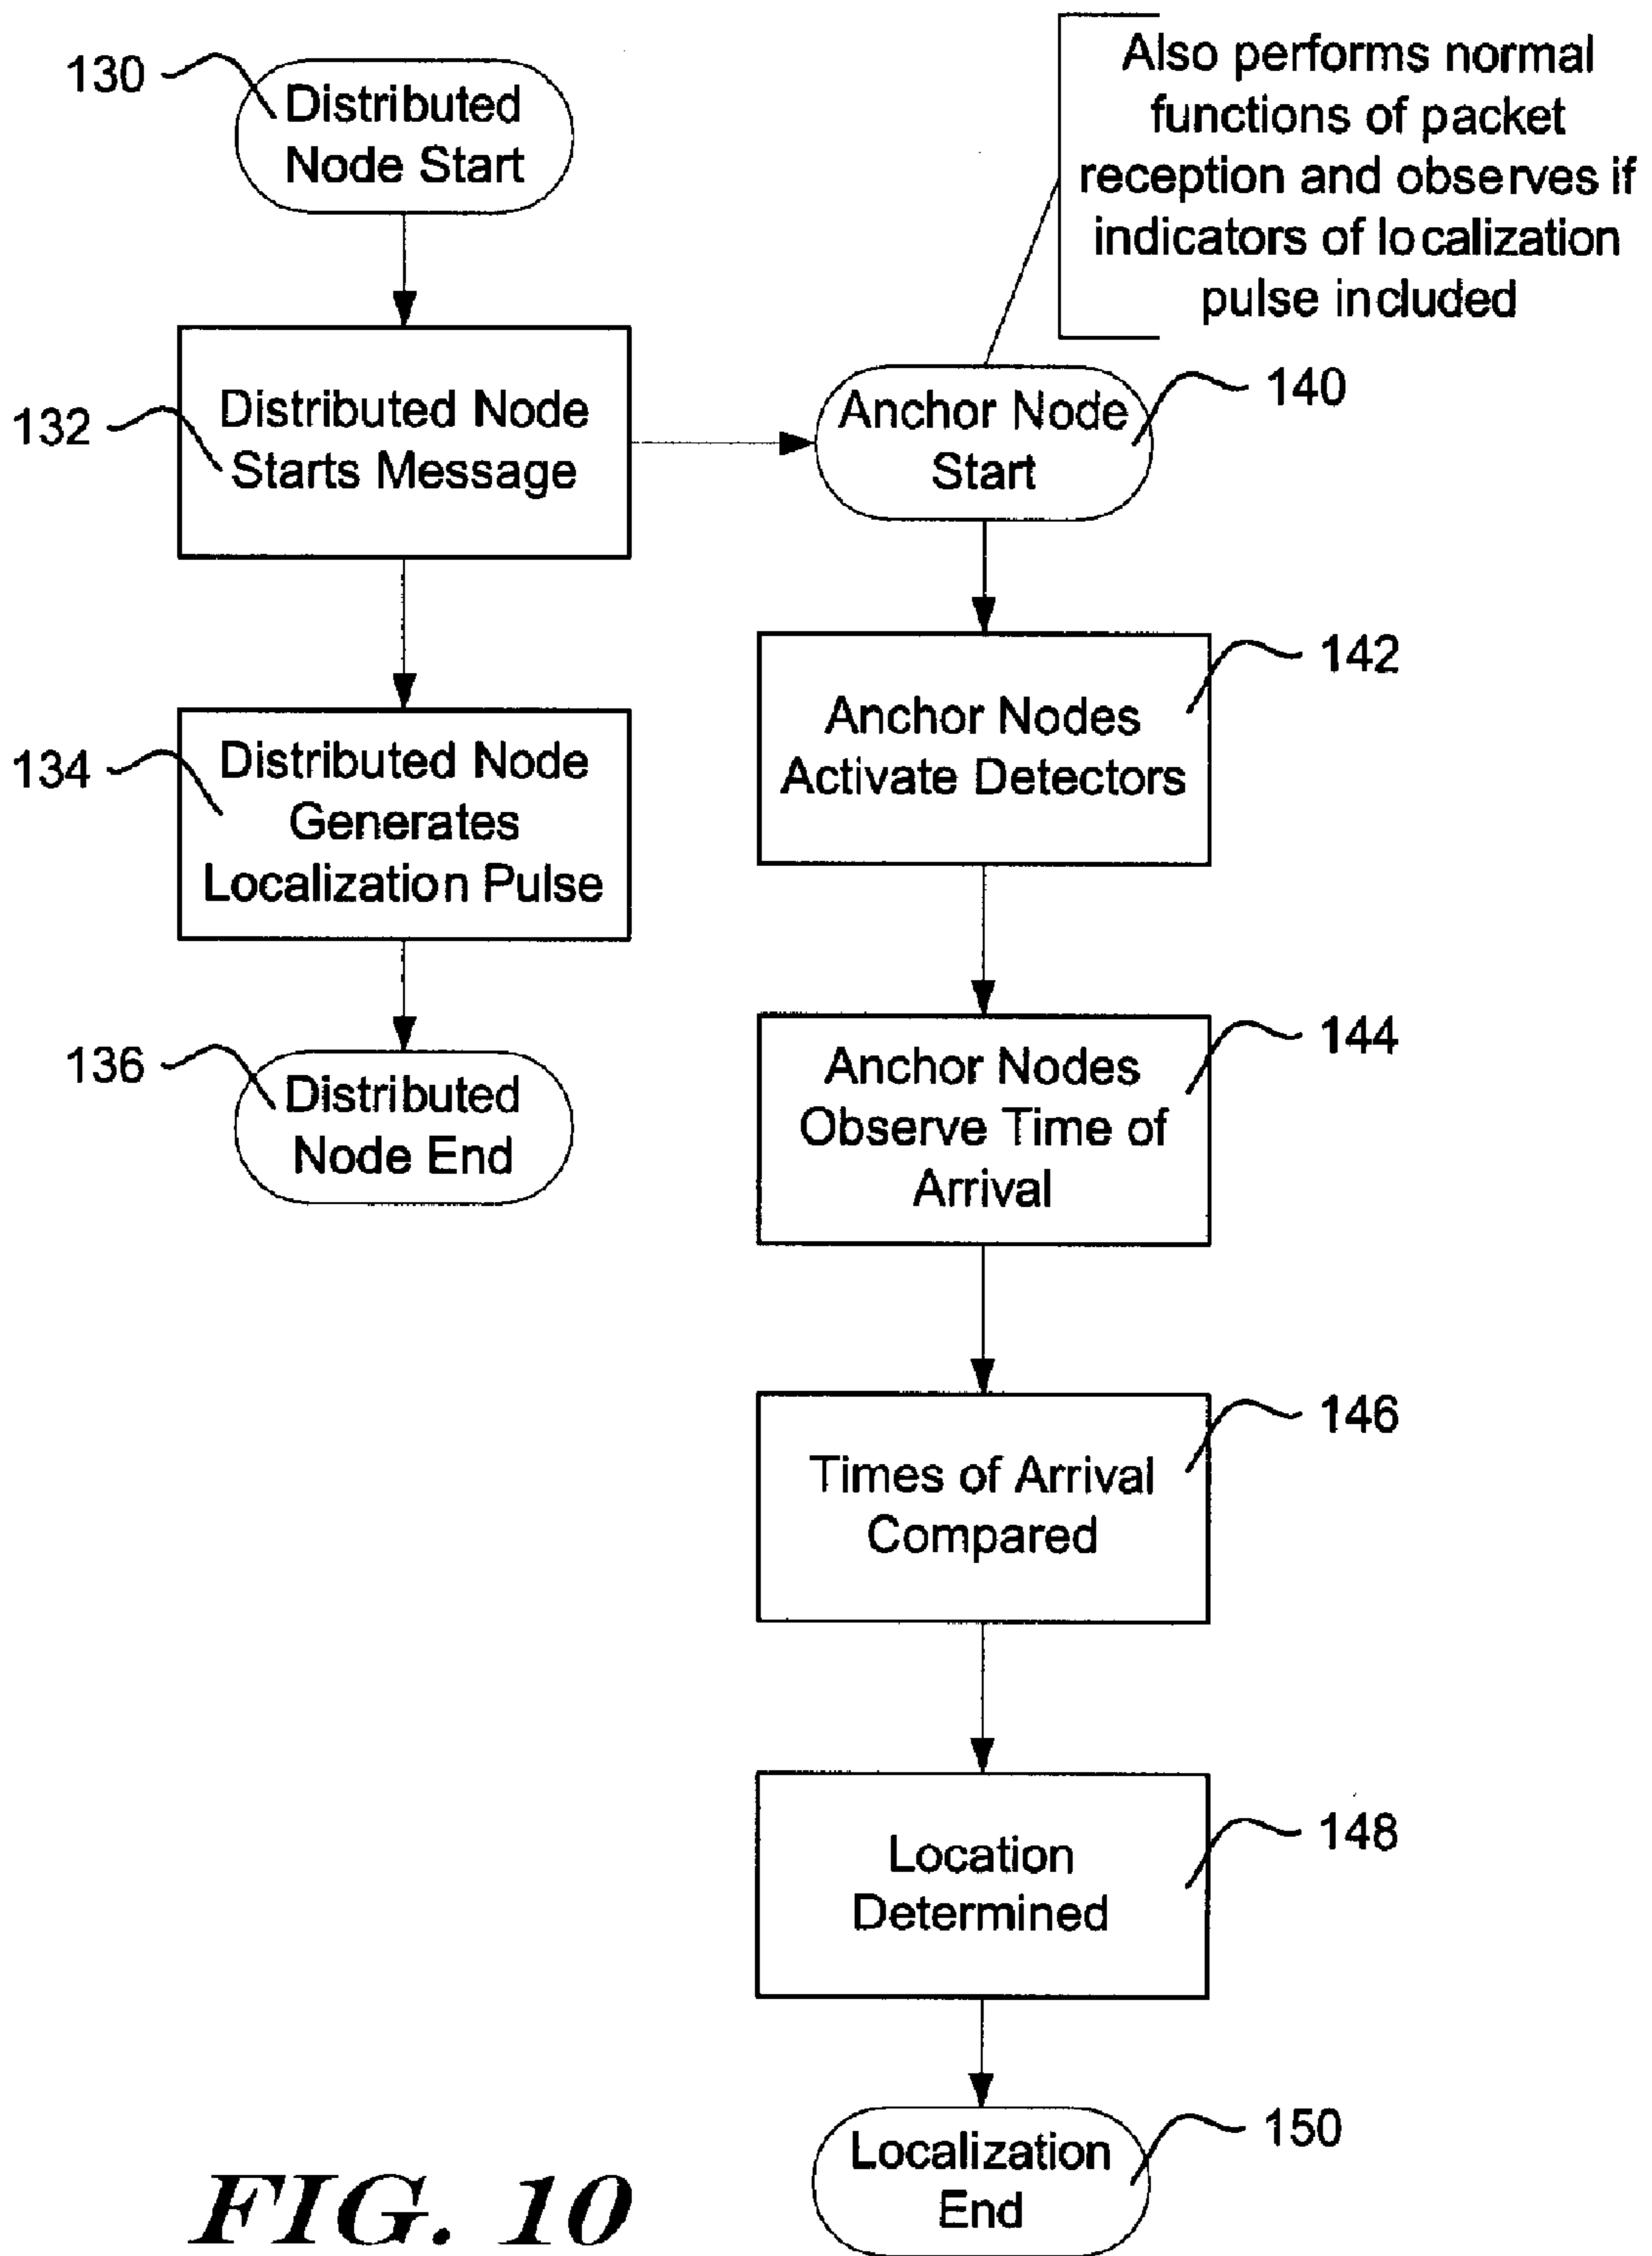 130
Distributed
Node Start
Also performs normal
functions of packet
reception and observes if
indicators of localization
pulse included
132
Distributed Node
Starts Message
Anchor Node
Start
140
134
Distributed Node
Generates
Localization Pulse
142
Anchor Nodes
Activate Detectors
136
Distributed
Node End
144
Anchor Nodes
Observe Time of
Arrival
146
Times of Arrival
Compared
148
Location
Determined
150
Localization
End
FIG. 10